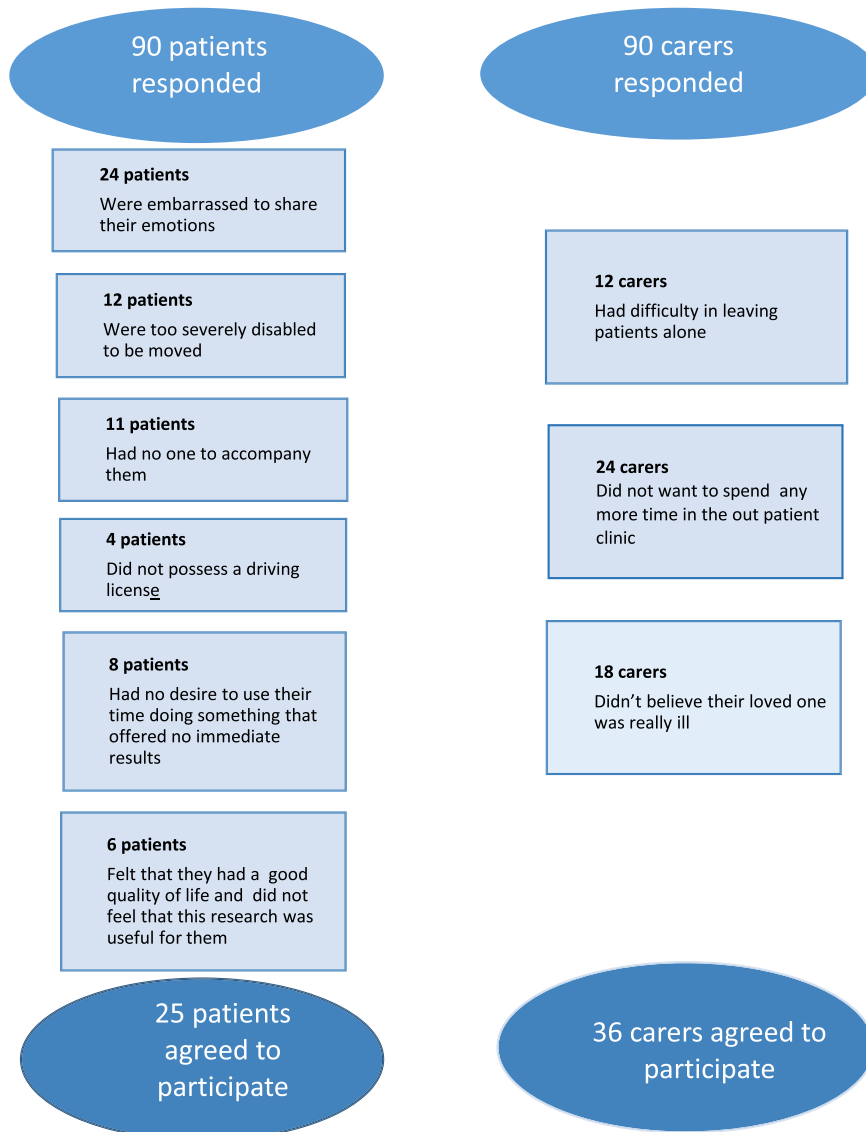 90 patients
responded
24 patients
Were embarrassed to share
their emotions
12 patients
Were too severely disabled
to be moved
11 patients
Had no one to accompany
them
4 patients
Did not possess a driving
license
8 patients
Had no desire to use their
time doing something that
offered no immediate
results
6 patients
Felt that they had a good
quality of life and did not
feel that this research was
useful for them
25 patients
agreed to
participate
90 carers
responded
12 carers
Had difficulty in leaving
patients alone
24 carers
Did not want to spend any
more time in the out patient
clinic
18 carers
Didn’t believe their loved one
was really ill
36 carers agreed to
participate